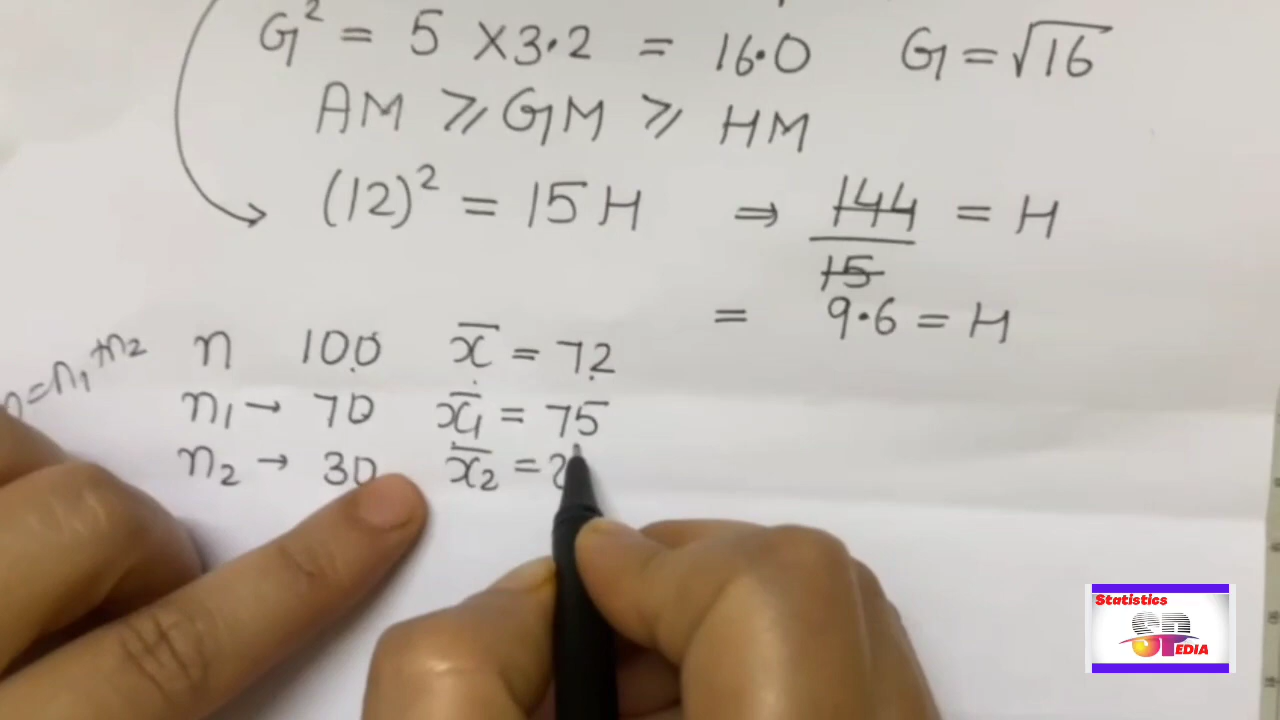 G² = 5 × 3.2 = 16.0 G = √16
AM ⩾ GM ⩾ HM
(12)² = 15 H ⇒ 144/15 = H
= 9.6 = H
n = n₁ + n₂
n 100 x̄ = 72
n₁ → 70 x̄₁ = 75
n₂ → 30 x̄₂ =
Statistics
PEDIA